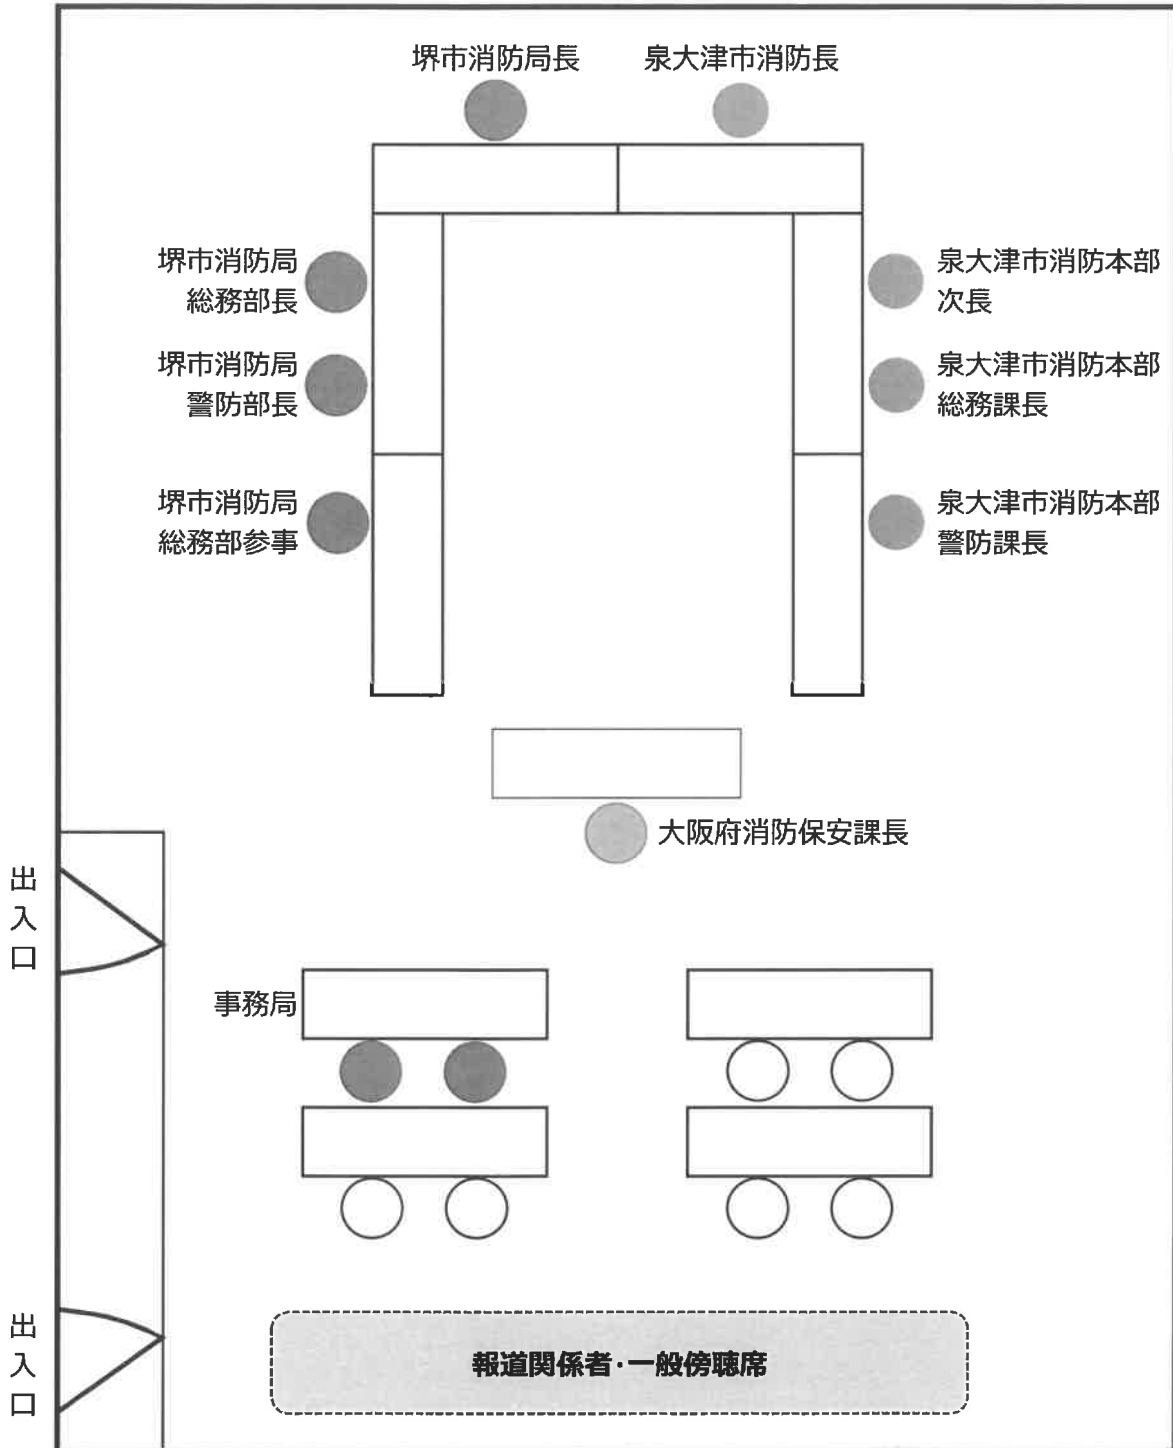 堺市消防局長
泉大津市消防長
堺市消防局
総務部長
泉大津市消防本部
次長
堺市消防局
警防部長
泉大津市消防本部
総務課長
堺市消防局
総務部参事
泉大津市消防本部
警防課長
大阪府消防保安課長
出入口
事務局
出入口
報道関係者・一般傍聴席